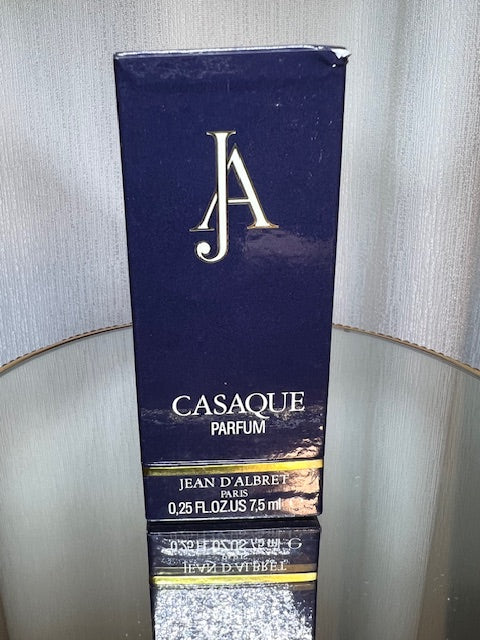 JA
CASAQUE
PARFUM
JEAN D'ALBRET
PARIS
0,25 FL.OZ.US 7,5 ml